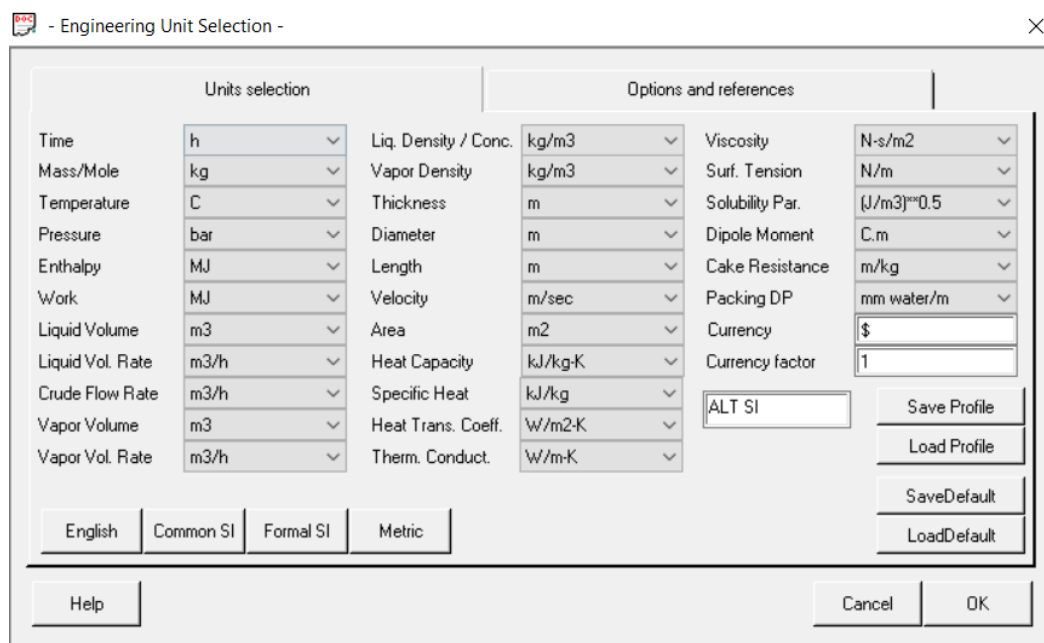 DOC
- Engineering Unit Selection -
Units selection
Options and references
Time h
Mass/Mole kg
Temperature C
Pressure bar
Enthalpy MJ
Work MJ
Liquid Volume m3
Liquid Vol. Rate m3/h
Crude Flow Rate m3/h
Vapor Volume m3
Vapor Vol. Rate m3/h
Liq. Density / Conc. kg/m3
Vapor Density kg/m3
Thickness m
Diameter m
Length m
Velocity m/sec
Area m2
Heat Capacity kJ/kg-K
Specific Heat kJ/kg
Heat Trans. Coeff. W/m2-K
Therm. Conduct. W/m-K
Viscosity N-s/m2
Surf. Tension N/m
Solubility Par. (J/m3)**0.5
Dipole Moment C.m
Cake Resistance m/kg
Packing DP mm water/m
Currency $
Currency factor 1
ALT SI
Save Profile
Load Profile
SaveDefault
LoadDefault
English Common SI Formal SI Metric
Help Cancel OK